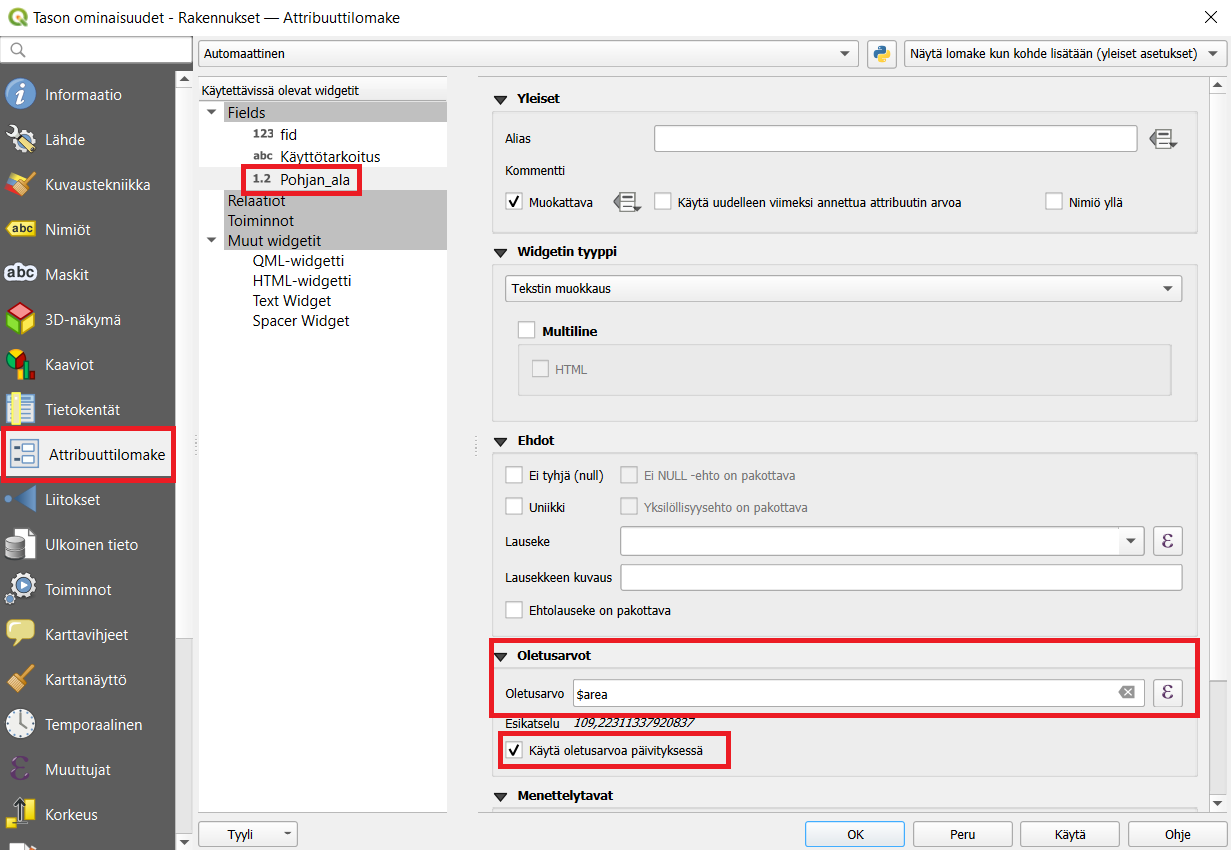 Tason ominaisuudet - Rakennukset — Attribuuttilomake
Automaattinen
Näytä lomake kun kohde lisätään (yleiset asetukset)
Informaatio
Lähde
Kuvaustekniikka
abc Nimiöt
abc Maskit
3D-näkymä
Kaaviot
Tietokentät
Attribuuttilomake
Liitokset
Ulkoinen tieto
Toiminnot
Karttavihjeet
Karttanäyttö
Temporaalinen
Muuttujat
Korkeus
Käytettävissä olevat widgetit
Fields
123 fid
abc Käyttötarkoitus
1.2 Pohjan_ala
Relaatiot
Toiminnot
Muut widgetit
QML-widgetti
HTML-widgetti
Text Widget
Spacer Widget
Yleiset
Alias
Kommentti
Muokattava Käytä uudelleen viimeksi annettua attribuutin arvoa Nimiö yllä
Widgetin tyyppi
Tekstin muokkaus
Multiline
HTML
Ehdot
Ei tyhjä (null) Ei NULL -ehto on pakottava
Uniikki Yksilöllisyysehto on pakottava
Lauseke ε
Lausekkeen kuvaus
Ehtolauseke on pakottava
Oletusarvot
Oletusarvo $area ε
Esikatselu 109,22311337920837
Käytä oletusarvoa päivityksessä
Menettelytavat
Tyyli OK Peru Käytä Ohje